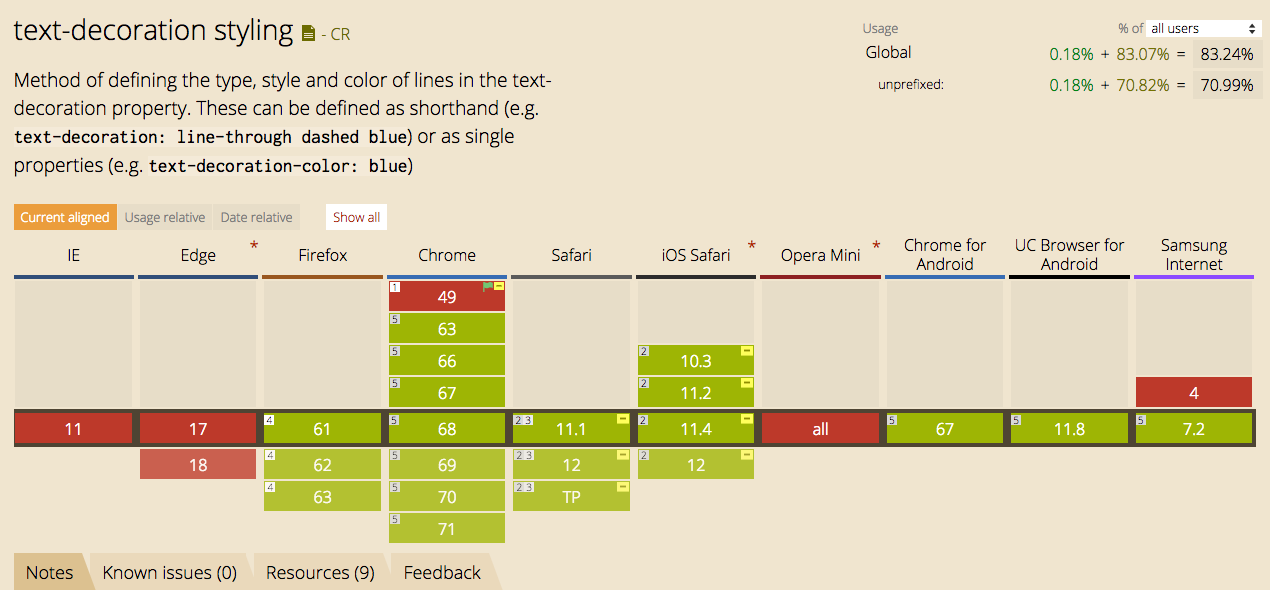 text-decoration styling - CR
Usage % of all users
Global 0.18% + 83.07% = 83.24%
unprefixed: 0.18% + 70.82% = 70.99%
Method of defining the type, style and color of lines in the text-
decoration property. These can be defined as shorthand (e.g.
text-decoration: line-through dashed blue) or as single
properties (e.g. text-decoration-color: blue)
Current aligned Usage relative Date relative Show all
IE Edge * Firefox Chrome Safari iOS Safari * Opera Mini * Chrome for Android UC Browser for Android Samsung Internet
1 49
5 63
5 66 2 10.3
5 67 2 11.2 4
11 17 4 61 5 68 2 3 11.1 2 11.4 all 5 67 5 11.8 5 7.2
18 4 62 5 69 2 3 12 2 12
4 63 5 70 2 3 TP
5 71
Notes Known issues (0) Resources (9) Feedback